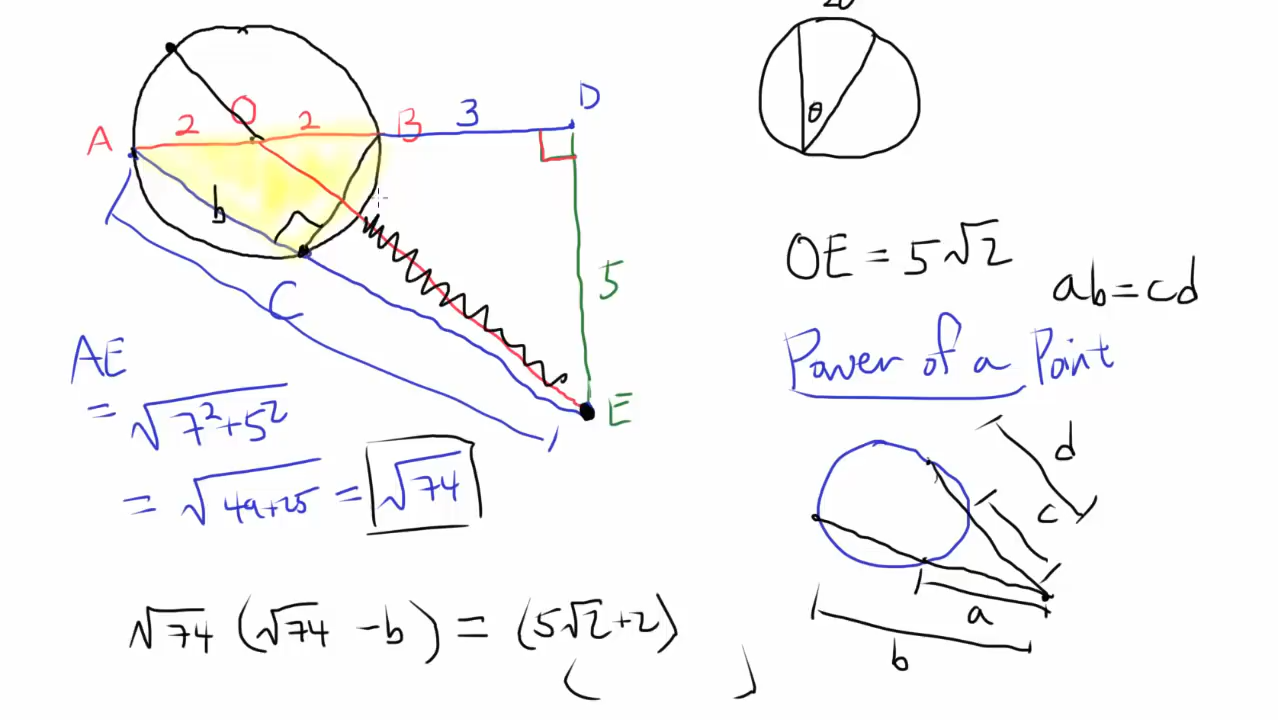 2θ
θ
A 2 O 2 B 3 D
b
C
5
E
OE = 5√2
ab = cd
Power of a Point
AE
= √7²+5²
= √49+25 = √74
d
c
a
b
√74 (√74 - b) = (5√2+2)
( )